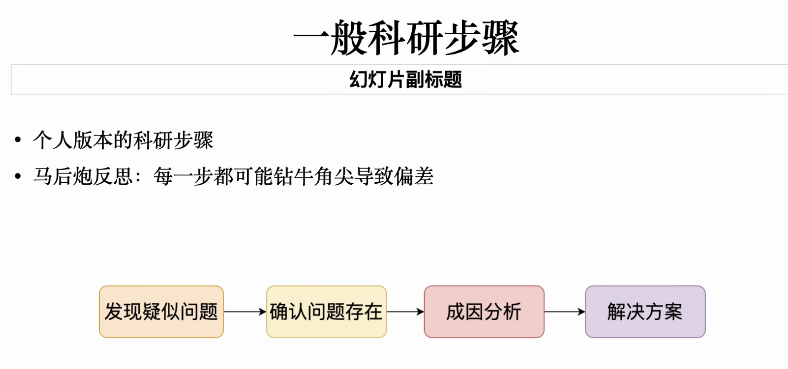 一般科研步骤
幻灯片副标题
• 个人版本的科研步骤
• 马后炮反思：每一步都可能钻牛角尖导致偏差
发现疑似问题
确认问题存在
成因分析
解决方案